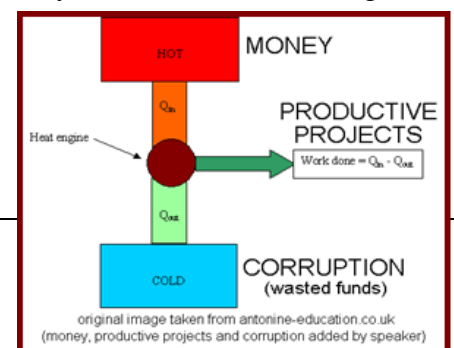 HOT
MONEY
Qin
PRODUCTIVE
PROJECTS
Heat engine
Work done = Qin - Qout
Qout
COLD
CORRUPTION
(wasted funds)
original image taken from antonine-education.co.uk
(money, productive projects and corruption added by speaker)